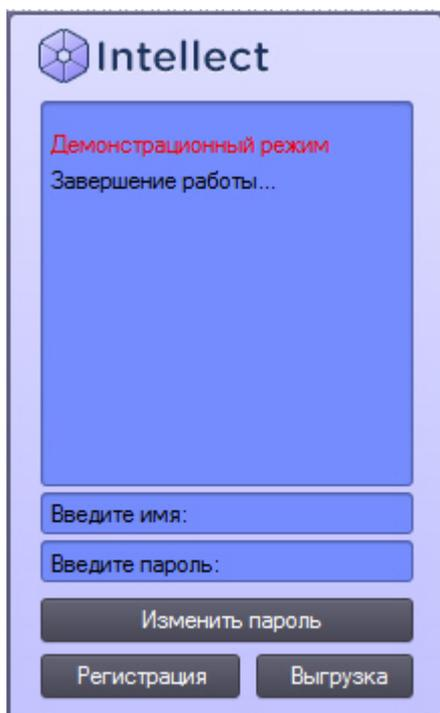 Intellect
Демонстрационный режим
Завершение работы...
Введите имя:
Введите пароль:
Изменить пароль
Регистрация
Выгрузка